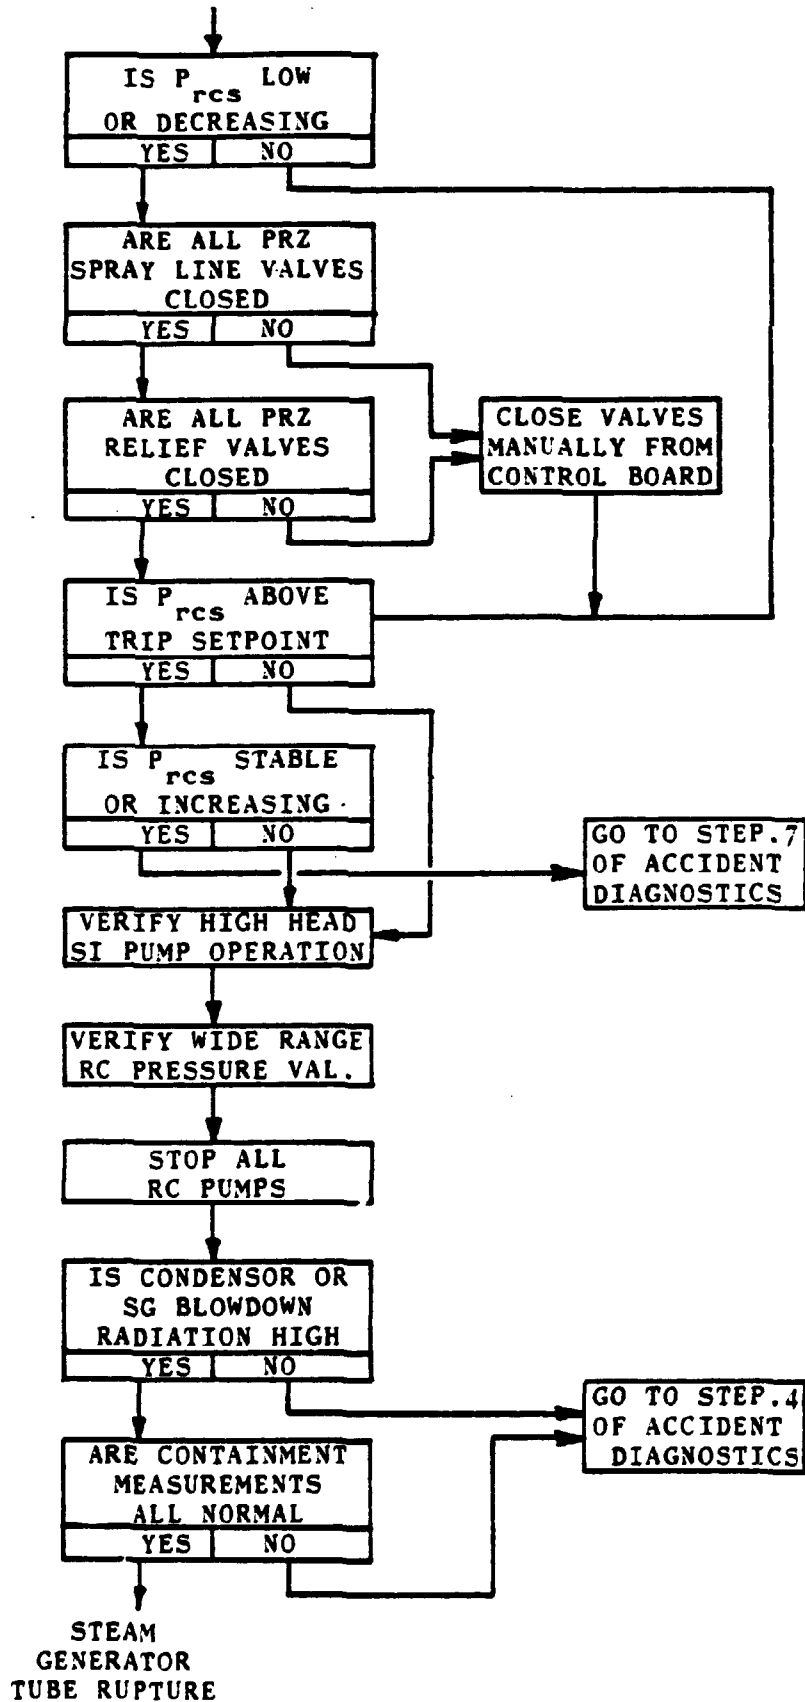 IS P rcs LOW
OR DECREASING
YES NO
ARE ALL PRZ
SPRAY LINE VALVES
CLOSED
YES NO
ARE ALL PRZ
RELIEF VALVES
CLOSED
YES NO
CLOSE VALVES
MANUALLY FROM
CONTROL BOARD
IS P rcs ABOVE
TRIP SETPOINT
YES NO
IS P rcs STABLE
OR INCREASING
YES NO
GO TO STEP.7
OF ACCIDENT
DIAGNOSTICS
VERIFY HIGH HEAD
SI PUMP OPERATION
VERIFY WIDE RANGE
RC PRESSURE VAL.
STOP ALL
RC PUMPS
IS CONDENSOR OR
SG BLOWDOWN
RADIATION HIGH
YES NO
GO TO STEP.4
OF ACCIDENT
DIAGNOSTICS
ARE CONTAINMENT
MEASUREMENTS
ALL NORMAL
YES NO
STEAM
GENERATOR
TUBE RUPTURE